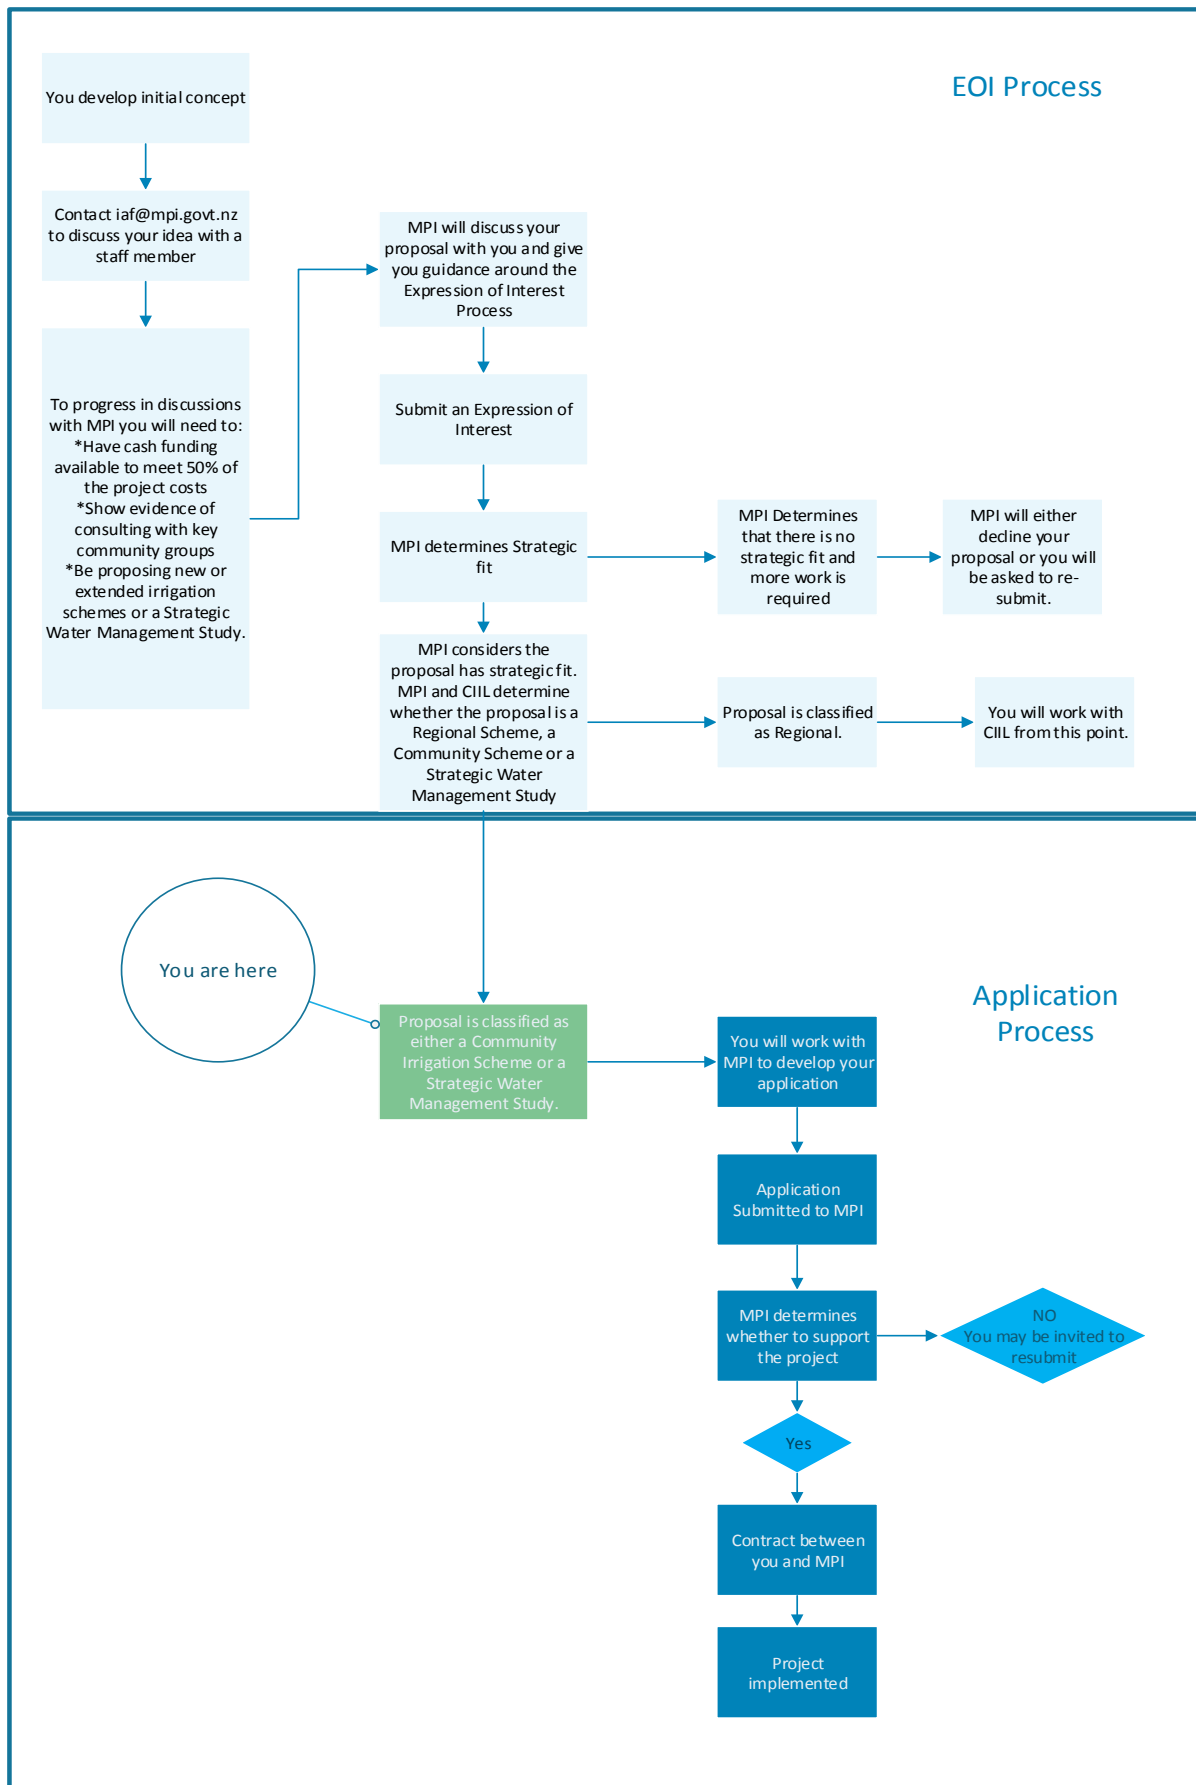 EOI Process
You develop initial concept
Contact iaf@mpi.govt.nz
to discuss your idea with a
staff member
To progress in discussions
with MPI you will need to:
*Have cash funding
available to meet 50% of
the project costs
*Show evidence of
consulting with key
community groups
*Be proposing new or
extended irrigation
schemes or a Strategic
Water Management Study.
MPI will discuss your
proposal with you and give
you guidance around the
Expression of Interest
Process
Submit an Expression of
Interest
MPI determines Strategic
fit
MPI Determines
that there is no
strategic fit and
more work is
required
MPI will either
decline your
proposal or you will
be asked to re-
submit.
MPI considers the
proposal has strategic fit.
MPI and CIIL determine
whether the proposal is a
Regional Scheme, a
Community Scheme or a
Strategic Water
Management Study
Proposal is classified
as Regional.
You will work with
CIIL from this point.
Application
Process
You are here
Proposal is classified as
either a Community
Irrigation Scheme or a
Strategic Water
Management Study.
You will work with
MPI to develop your
application
Application
Submitted to MPI
MPI determines
whether to support
the project
NO
You may be invited to
resubmit
Yes
Contract between
you and MPI
Project
implemented